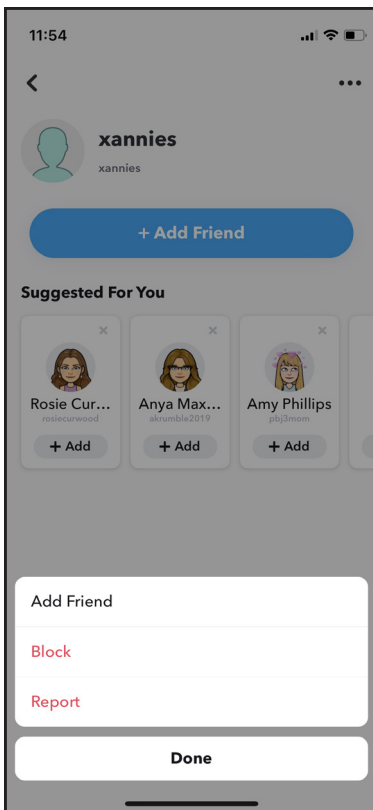 11:54
xannies
xannies
+ Add Friend
Suggested For You
Rosie Cur... Anya Max... Amy Phillips
rosiecurwood akrumble2019 pbj3mom
+ Add + Add + Add
Add Friend
Block
Report
Done